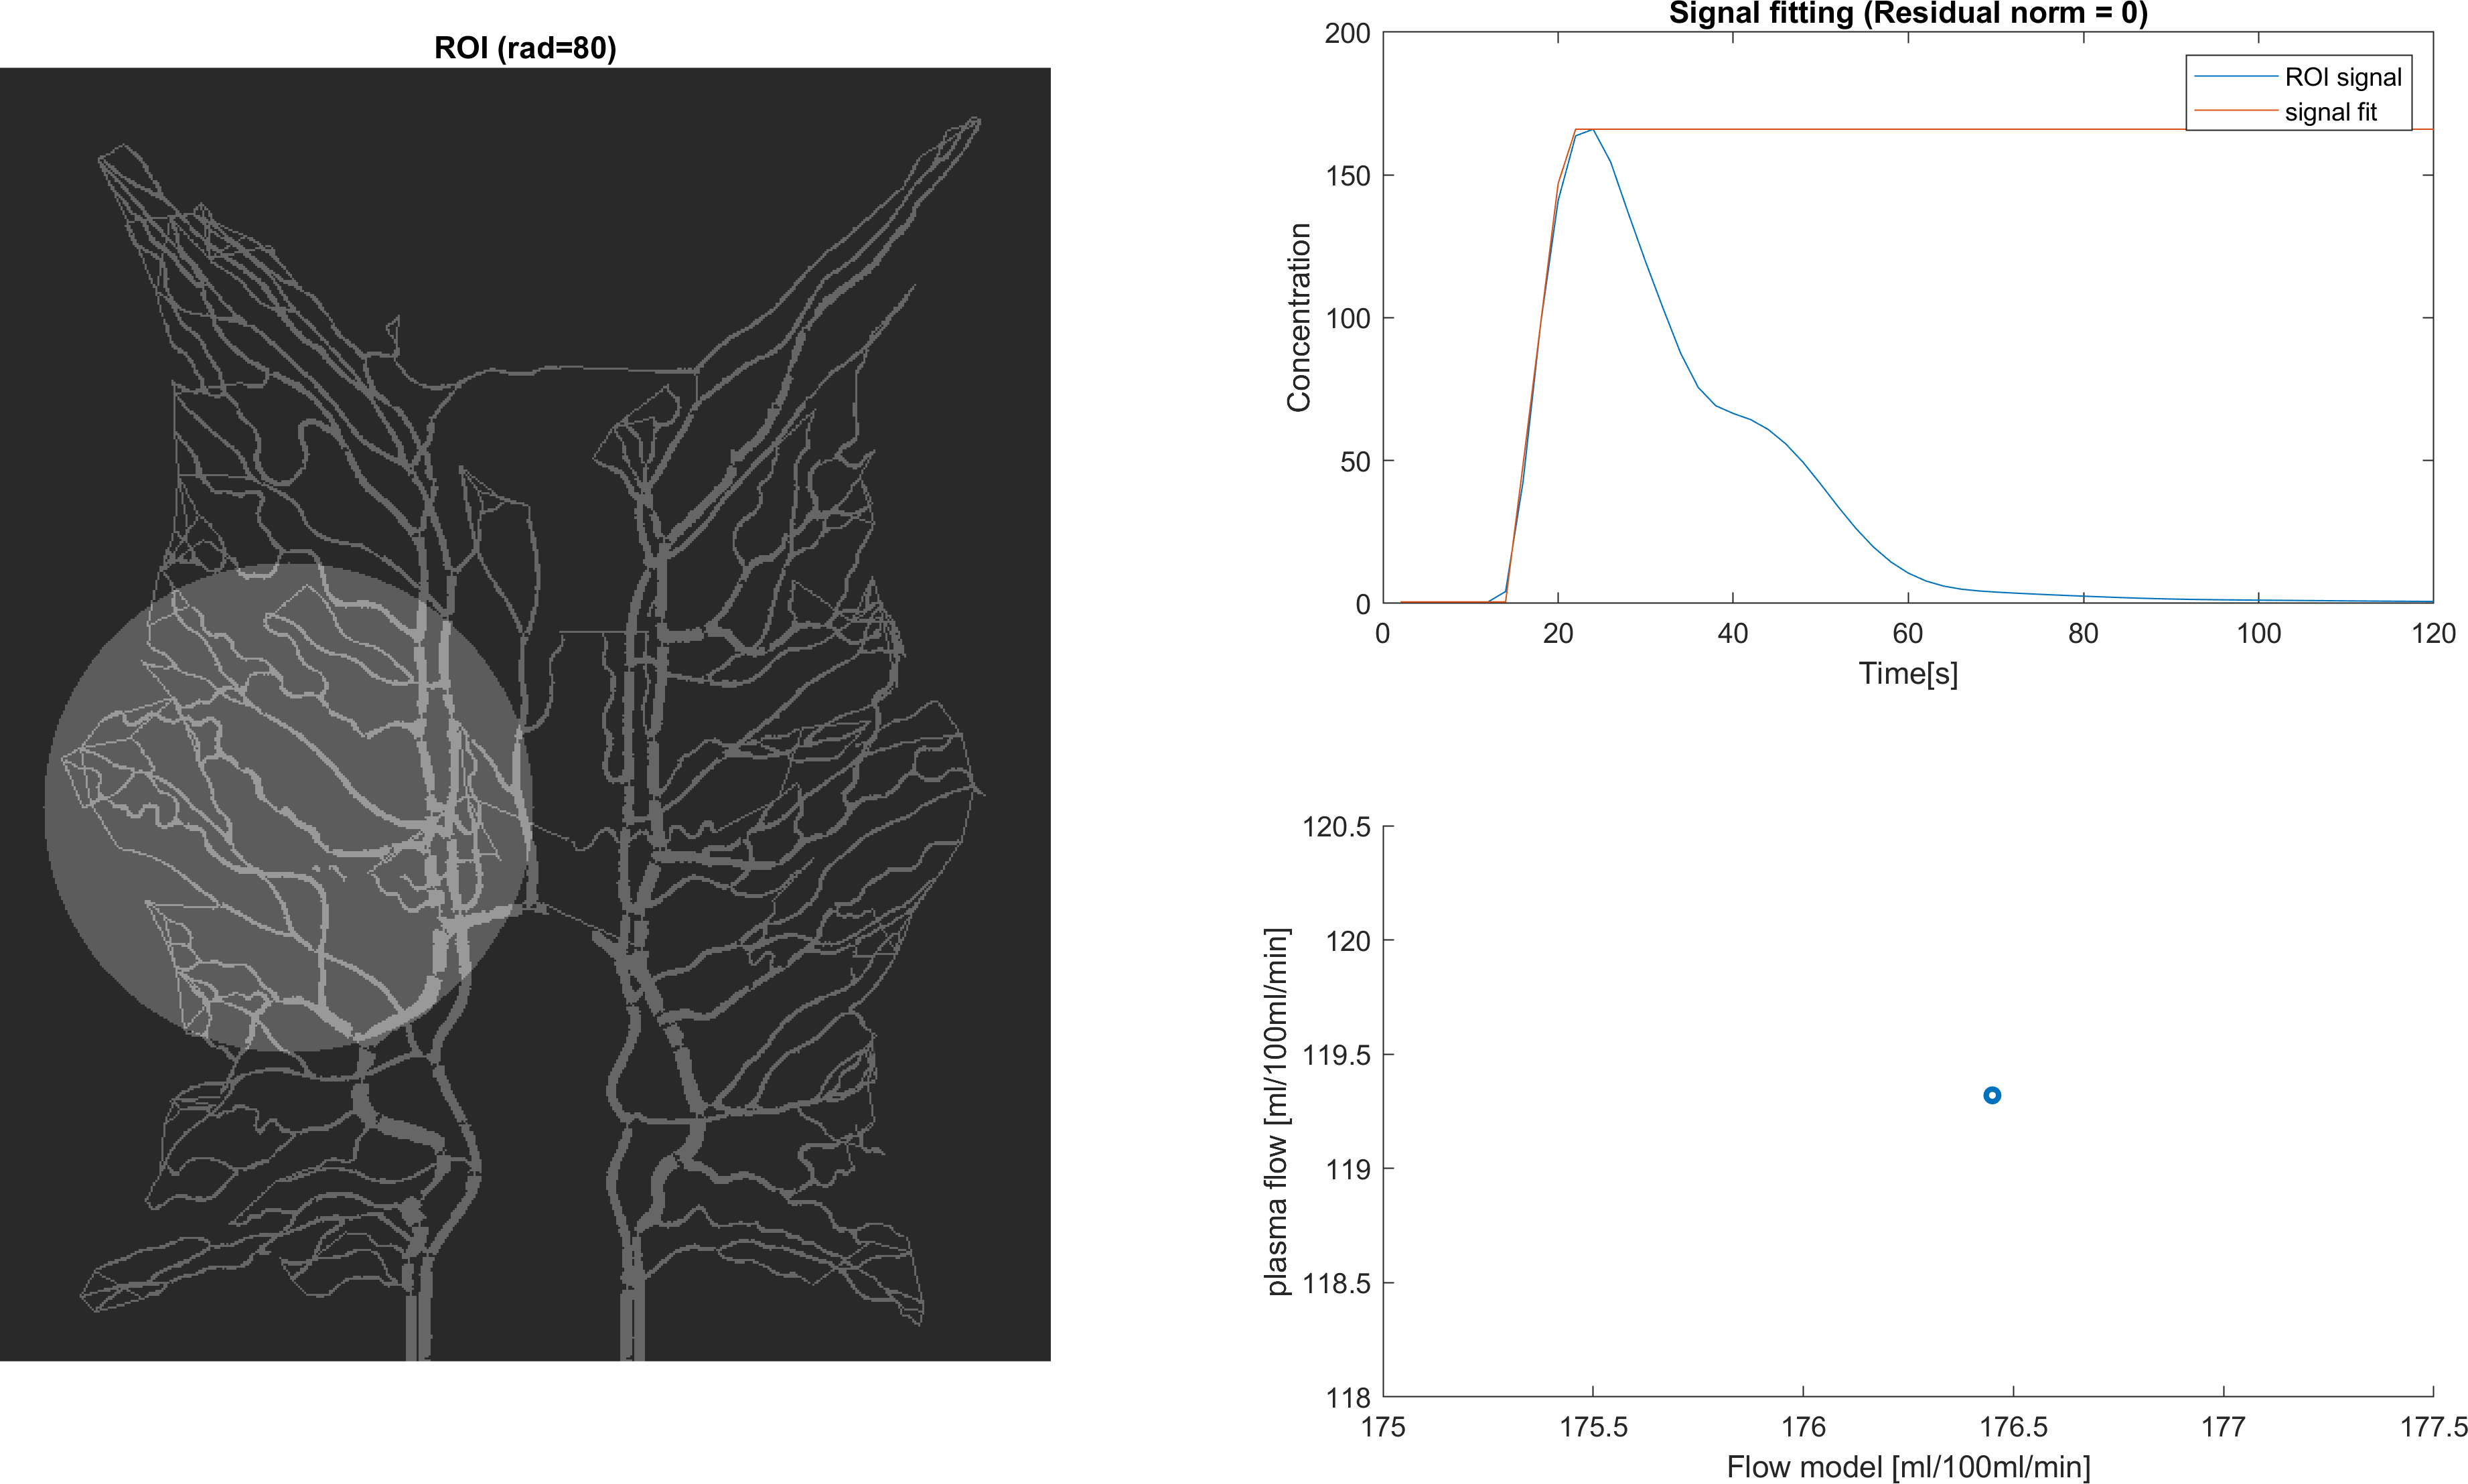 ROI (rad=80)
Signal fitting (Residual norm = 0)
200
150
100
50
0
Concentration
ROI signal
signal fit
0 20 40 60 80 100 120
Time[s]
120.5
120
119.5
119
118.5
118
plasma flow [ml/100ml/min]
175 175.5 176 176.5 177 177.5
Flow model [ml/100ml/min]